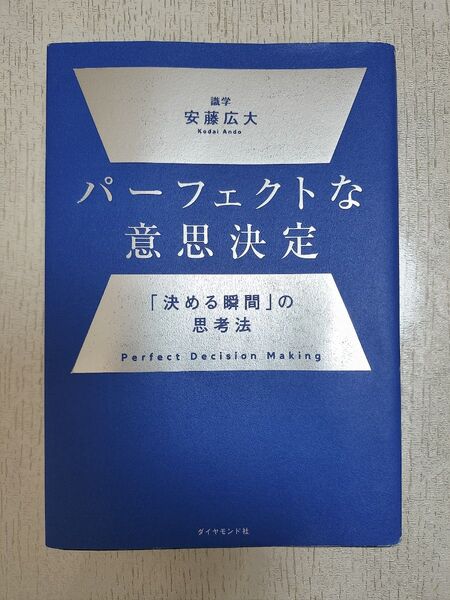 識学
安藤広大
Kodai Ando
パーフェクトな
意思決定
「決める瞬間」の
思考法
Perfect Decision Making
ダイヤモンド社